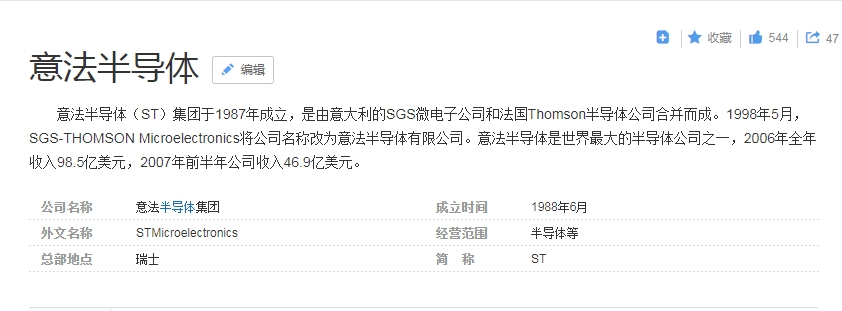 收藏 544 47
意法半导体 编辑
意法半导体（ST）集团于1987年成立，是由意大利的SGS微电子公司和法国Thomson半导体公司合并而成。1998年5月，
SGS-THOMSON Microelectronics将公司名称改为意法半导体有限公司。意法半导体是世界最大的半导体公司之一，2006年全年
收入98.5亿美元，2007年前半年公司收入46.9亿美元。
公司名称 意法半导体集团 成立时间 1988年6月
外文名称 STMicroelectronics 经营范围 半导体等
总部地点 瑞士 简 称 ST